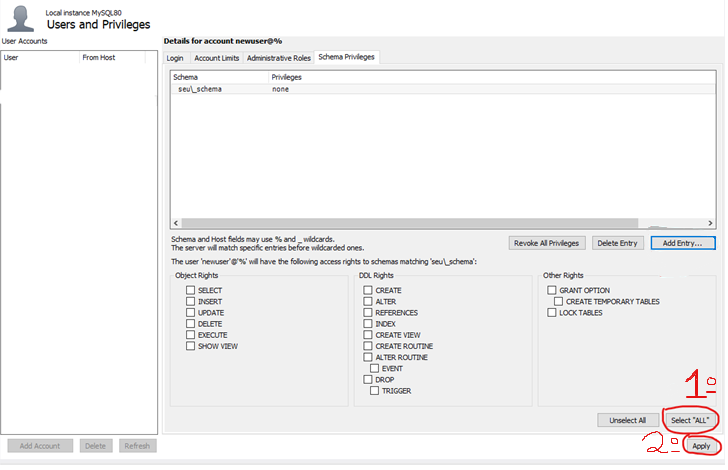 Local instance MySQL80
Users and Privileges
User Accounts
User From Host
Details for account newuser@%
Login Account Limits Administrative Roles Schema Privileges
Schema Privileges
seu\_schema none
Schema and Host fields may use % and _ wildcards.
The server will match specific entries before wildcarded ones.
Revoke All Privileges Delete Entry Add Entry...
The user 'newuser'@'%' will have the following access rights to schemas matching 'seu\_schema':
Object Rights
SELECT
INSERT
UPDATE
DELETE
EXECUTE
SHOW VIEW
DDL Rights
CREATE
ALTER
REFERENCES
INDEX
CREATE VIEW
CREATE ROUTINE
ALTER ROUTINE
EVENT
DROP
TRIGGER
Other Rights
GRANT OPTION
CREATE TEMPORARY TABLES
LOCK TABLES
1º
Unselect All Select "ALL"
2º
Add Account Delete Refresh Apply